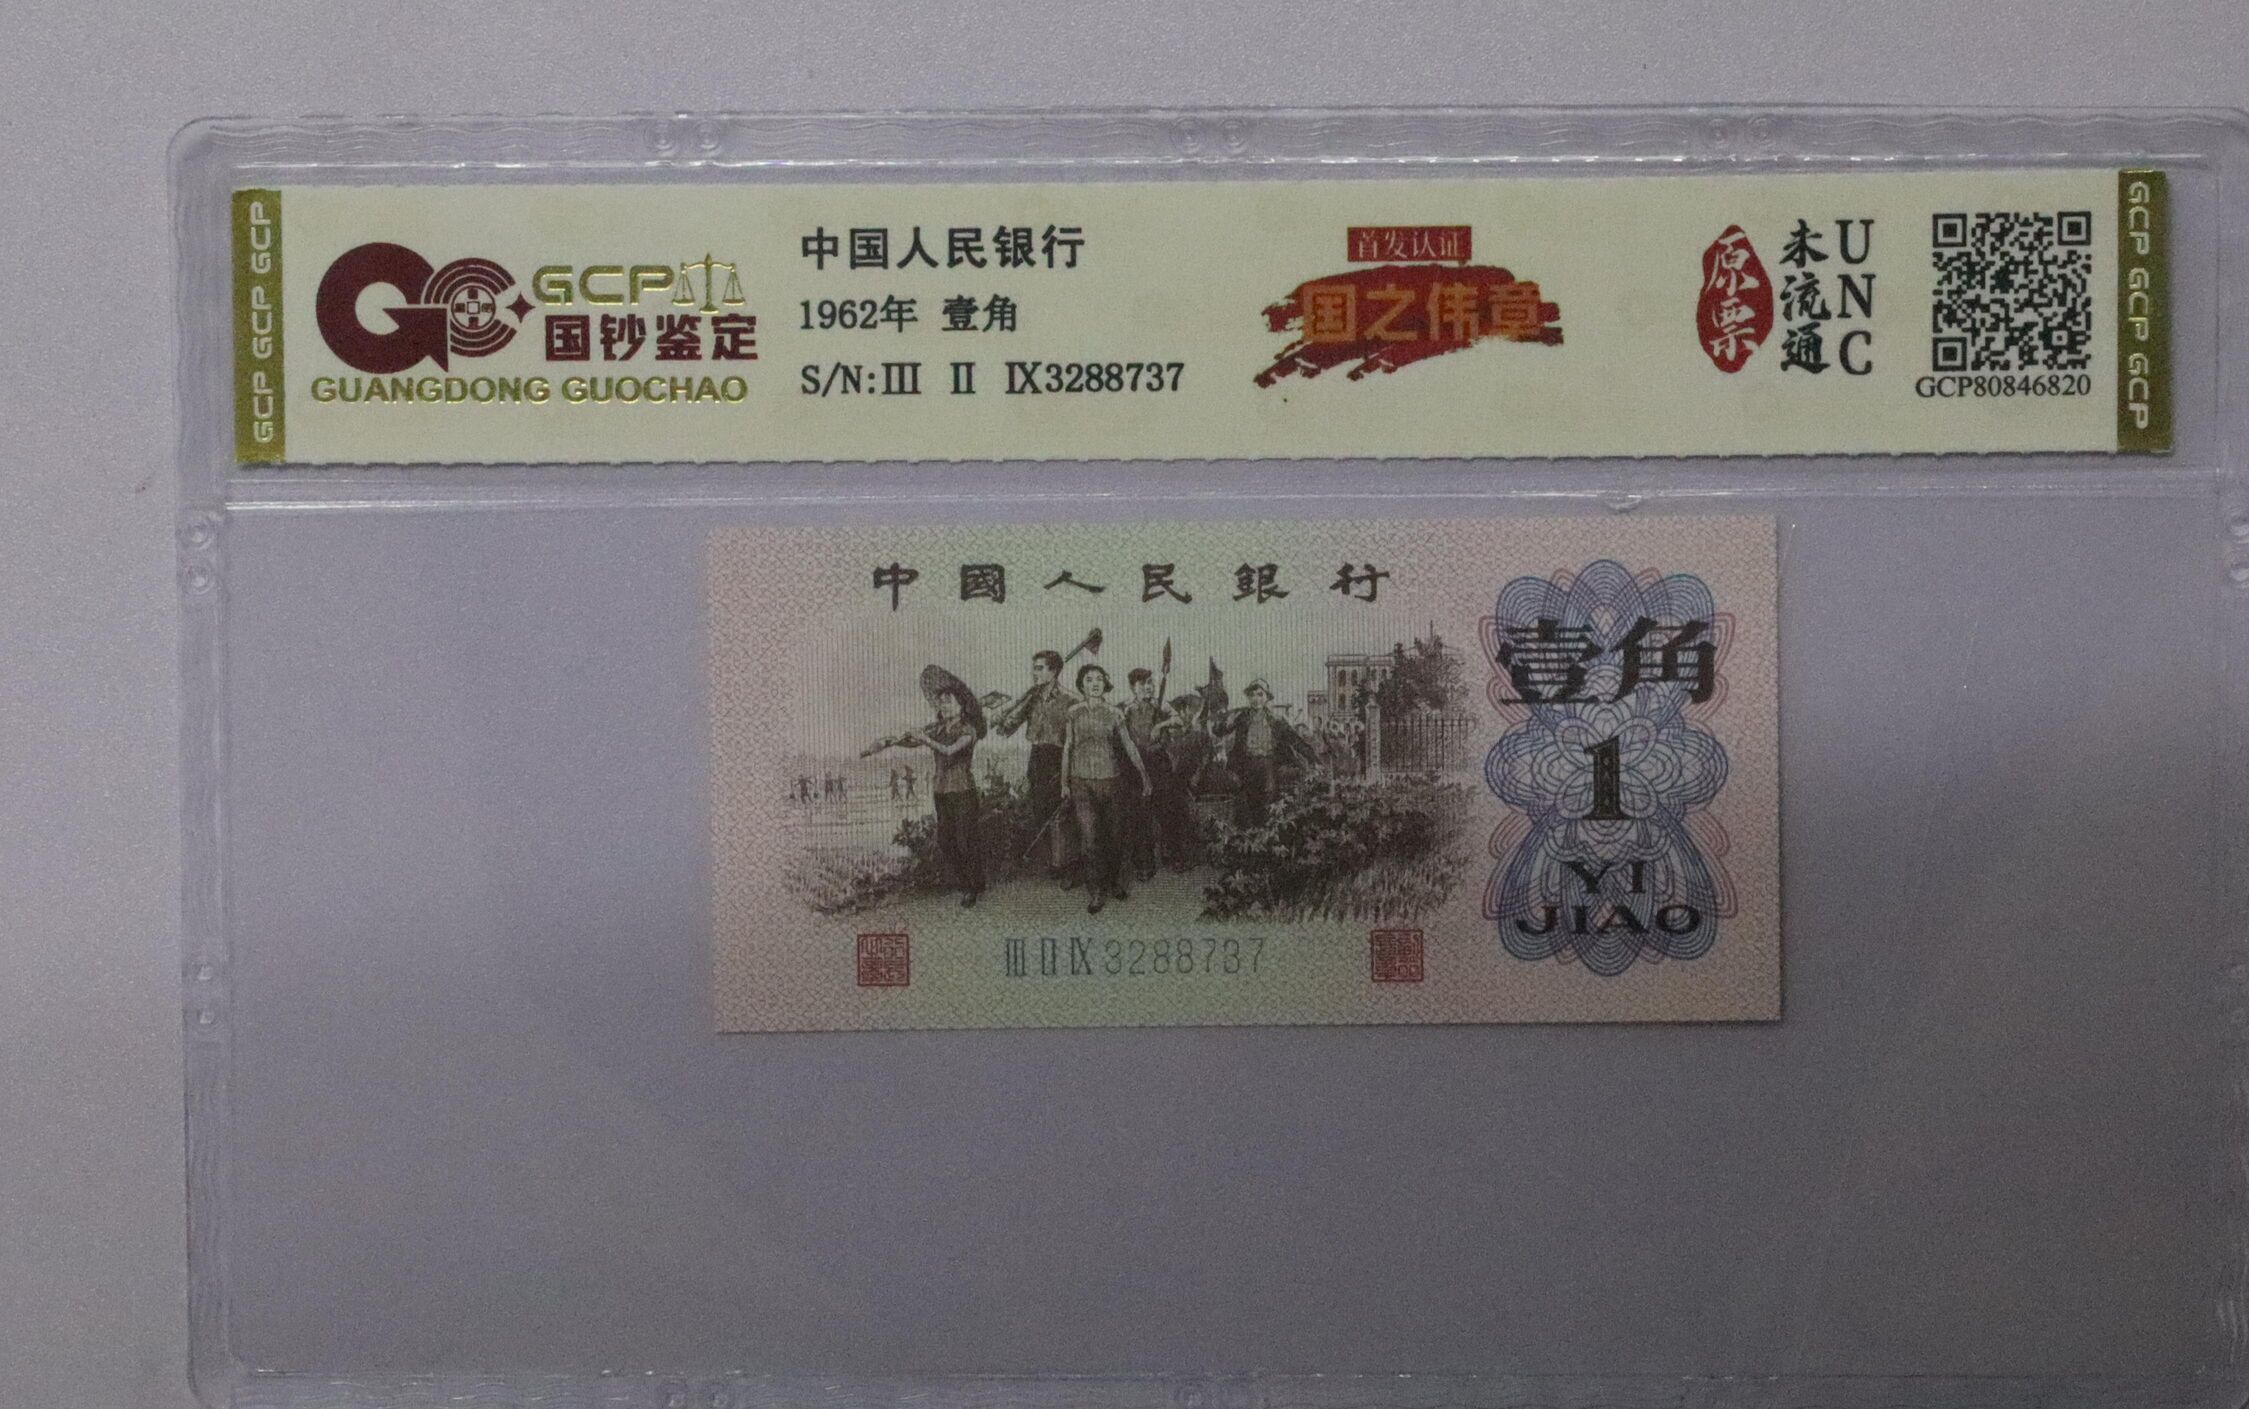 GCP GCP GCP
GCP
国钞鉴定
GUANGDONG GUOCHAO
中国人民银行
1962年 壹角
S/N:Ⅲ Ⅱ Ⅸ3288737
首发认证
国之伟章
原票
未流通
UNC
GCP80846820
GCP GCP GCP GCP
中國人民銀行
壹角
1
YI
JIAO
Ⅲ Ⅱ Ⅸ 3288737